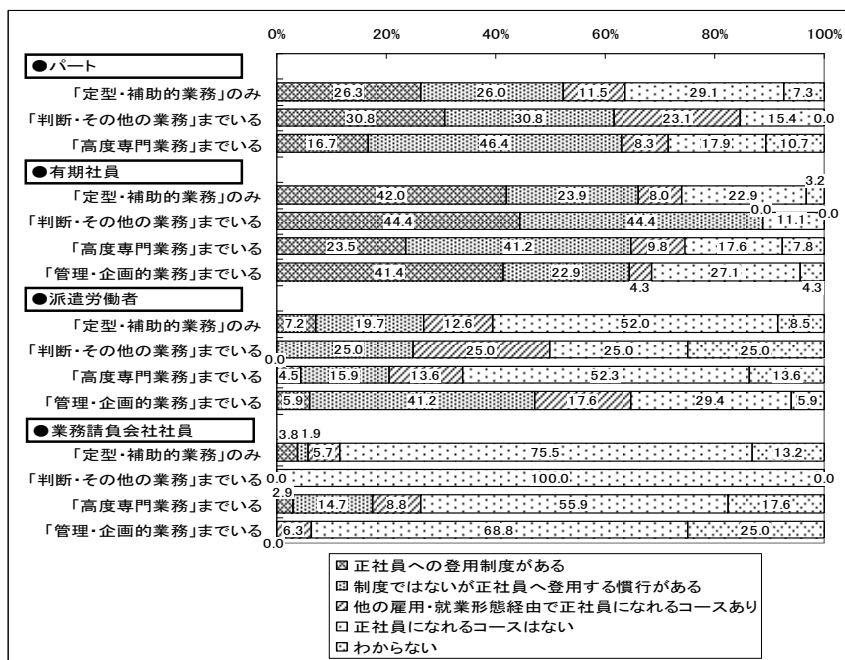 0% 20% 40% 60% 80% 100%
●パート
「定型・補助的業務」のみ 26.3 26.0 11.5 29.1 7.3
「判断・その他の業務」までいる 30.8 30.8 23.1 15.4 0.0
「高度専門業務」までいる 16.7 46.4 8.3 17.9 10.7
●有期社員
「定型・補助的業務」のみ 42.0 23.9 8.0 22.9 3.2
「判断・その他の業務」までいる 44.4 44.4 0.0 11.1 0.0
「高度専門業務」までいる 23.5 41.2 9.8 17.6 7.8
「管理・企画的業務」までいる 41.4 22.9 4.3 27.1 4.3
●派遣労働者
「定型・補助的業務」のみ 7.2 19.7 12.6 52.0 8.5
「判断・その他の業務」までいる 0.0 25.0 25.0 25.0 25.0
「高度専門業務」までいる 4.5 15.9 13.6 52.3 13.6
「管理・企画的業務」までいる 5.9 41.2 17.6 29.4 5.9
●業務請負会社社員
「定型・補助的業務」のみ 3.8 1.9 5.7 75.5 13.2
「判断・その他の業務」までいる 0.0 100.0 0.0
「高度専門業務」までいる 2.9 14.7 8.8 55.9 17.6
「管理・企画的業務」までいる 0.0 6.3 68.8 25.0
正社員への登用制度がある
制度ではないが正社員へ登用する慣行がある
他の雇用・就業形態経由で正社員になれるコースあり
正社員になれるコースはない
わからない